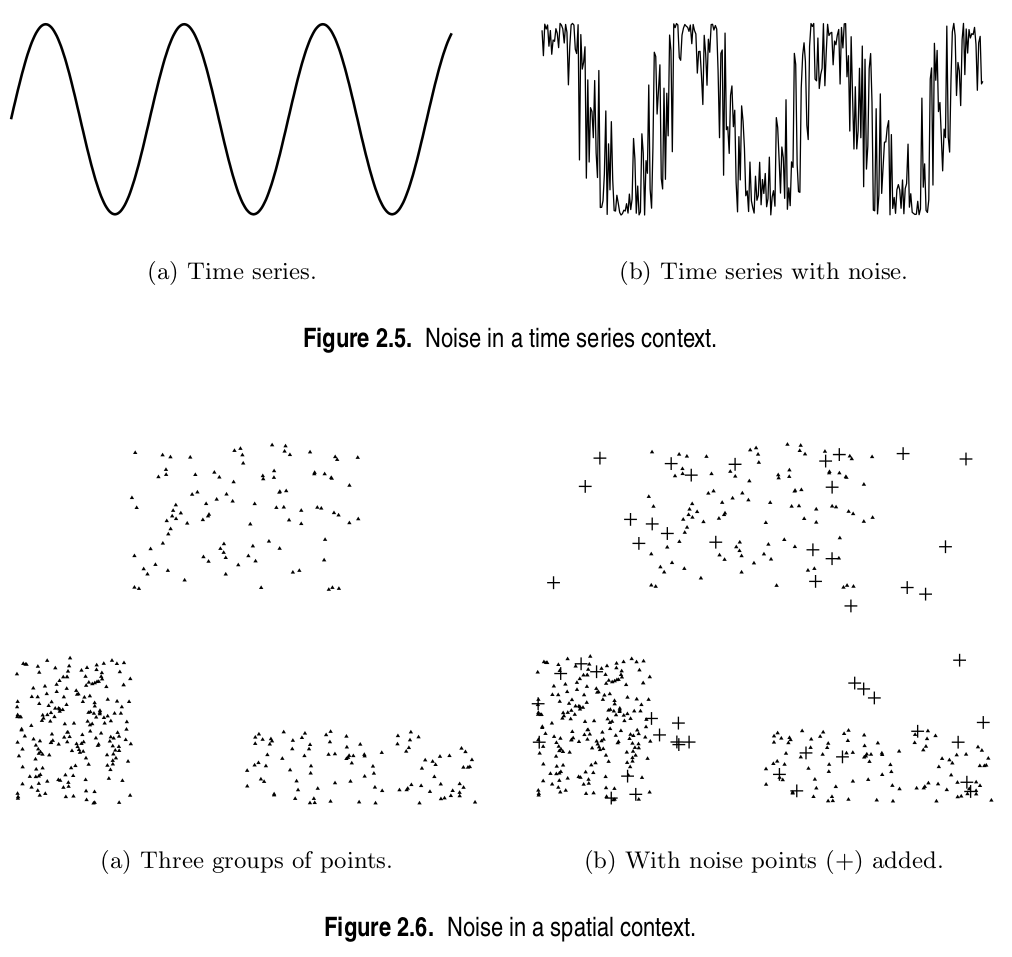 (a) Time series.
(b) Time series with noise.
Figure 2.5. Noise in a time series context.
(a) Three groups of points.
(b) With noise points (+) added.
Figure 2.6. Noise in a spatial context.